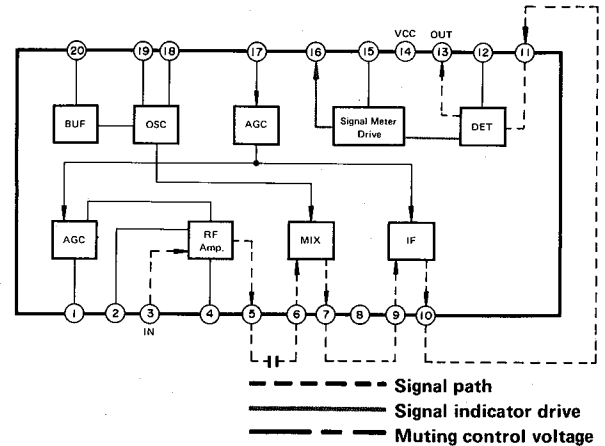 VCC OUT
20 19 18 17 16 15 14 13 12 11
BUF
OSC
AGC
Signal Meter
Drive
DET
AGC
RF
Amp.
MIX
IF
1 2 3 4 5 6 7 8 9 10
IN
Signal path
Signal indicator drive
Muting control voltage